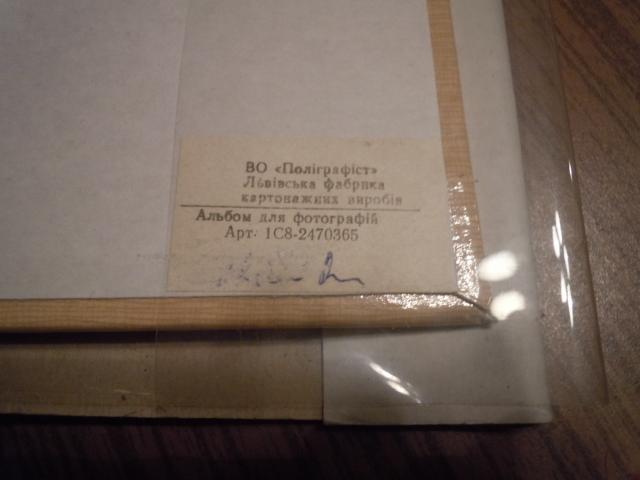 ВО «Поліграфіст»
Львівська фабрика
картонажних виробів
Альбом для фотографій
Арт. 1С8-2470365